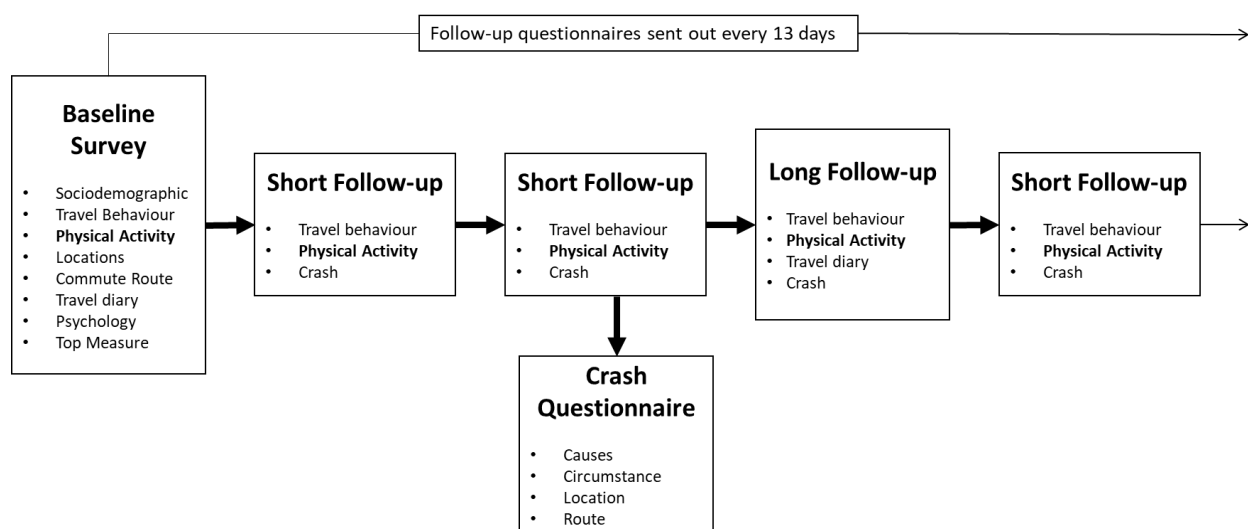 Follow-up questionnaires sent out every 13 days
Baseline
Survey
• Sociodemographic
• Travel Behaviour
• Physical Activity
• Locations
• Commute Route
• Travel diary
• Psychology
• Top Measure
Short Follow-up
• Travel behaviour
• Physical Activity
• Crash
Short Follow-up
• Travel behaviour
• Physical Activity
• Crash
Long Follow-up
• Travel behaviour
• Physical Activity
• Travel diary
• Crash
Short Follow-up
• Travel behaviour
• Physical Activity
• Crash
Crash
Questionnaire
• Causes
• Circumstance
• Location
• Route